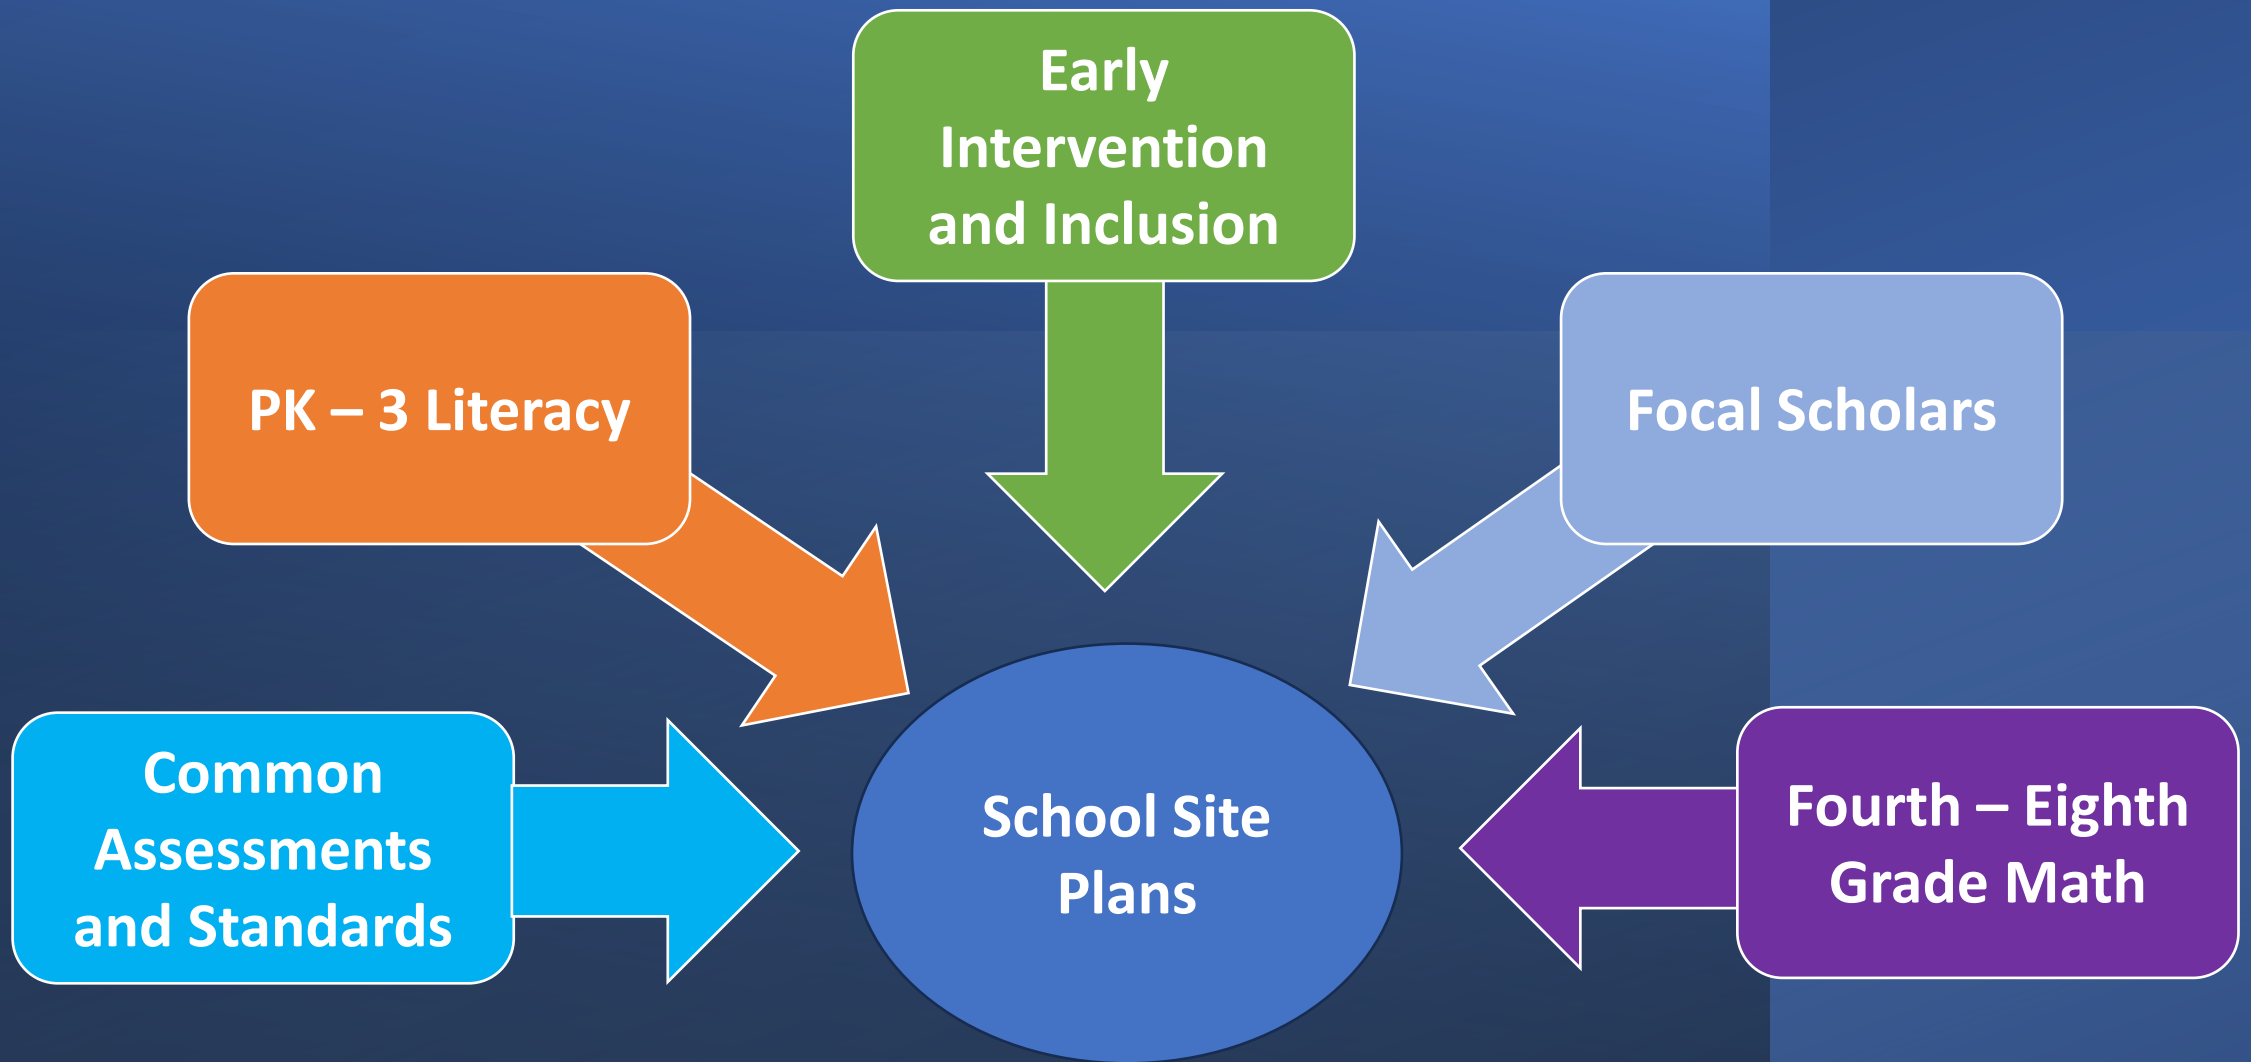 Early
Intervention
and Inclusion
PK – 3 Literacy
Focal Scholars
Common
Assessments
and Standards
School Site
Plans
Fourth – Eighth
Grade Math